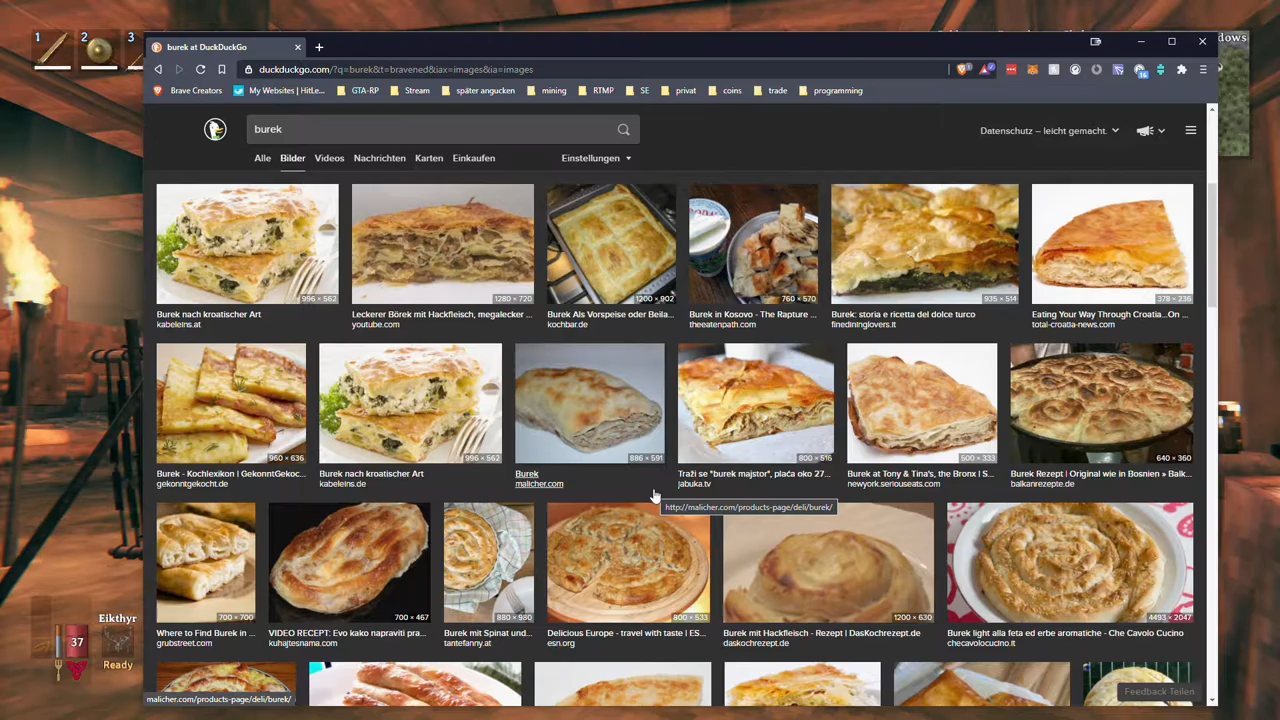 1
2
3
burek at DuckDuckGo
dows
duckduckgo.com/?q=burek&t=bravened&iax=images&ia=images
1
16
Brave Creators
My Websites | HitLe...
GTA-RP
Stream
später angucken
mining
RTMP
SE
privat
coins
trade
programming
burek
Datenschutz – leicht gemacht.
Alle
Bilder
Videos
Nachrichten
Karten
Einkaufen
Einstellungen
996 × 562
1280 × 720
1200 × 902
760 × 570
935 × 514
378 × 236
Burek nach kroatischer Art
kabeleins.at
Leckerer Börek mit Hackfleisch, megalecker ...
youtube.com
Burek Als Vorspeise oder Beila...
kochbar.de
Burek in Kosovo - The Rapture ...
theeatenpath.com
Burek: storia e ricetta del dolce turco
finedininglovers.it
Eating Your Way Through Croatia...On ...
total-croatia-news.com
960 × 636
996 × 562
886 × 591
800 × 516
500 × 333
640 × 360
Burek - Kochlexikon | GekonntGekoc...
gekonntgekocht.de
Burek nach kroatischer Art
kabeleins.de
Burek
malicher.com
Traži se "burek majstor", plaća oko 27...
jabuka.tv
Burek at Tony & Tina's, the Bronx | S...
newyork.seriouseats.com
Burek Rezept | Original wie in Bosnien » Balk...
balkanrezepte.de
http://malicher.com/products-page/deli/burek/
700 × 700
700 × 467
880 × 980
800 × 533
1200 × 630
4493 × 2047
Where to Find Burek in ...
grubstreet.com
VIDEO RECEPT: Evo kako napraviti pra...
kuhajtesnama.com
Burek mit Spinat und...
tantefanny.at
Delicious Europe - travel with taste | ES...
esn.org
Burek mit Hackfleisch - Rezept | DasKochrezept.de
daskochrezept.de
Burek light alla feta ed erbe aromatiche - Che Cavolo Cucino
checavolocucino.it
Eikthyr
37
Ready
malicher.com/products-page/deli/burek/
Feedback Teilen